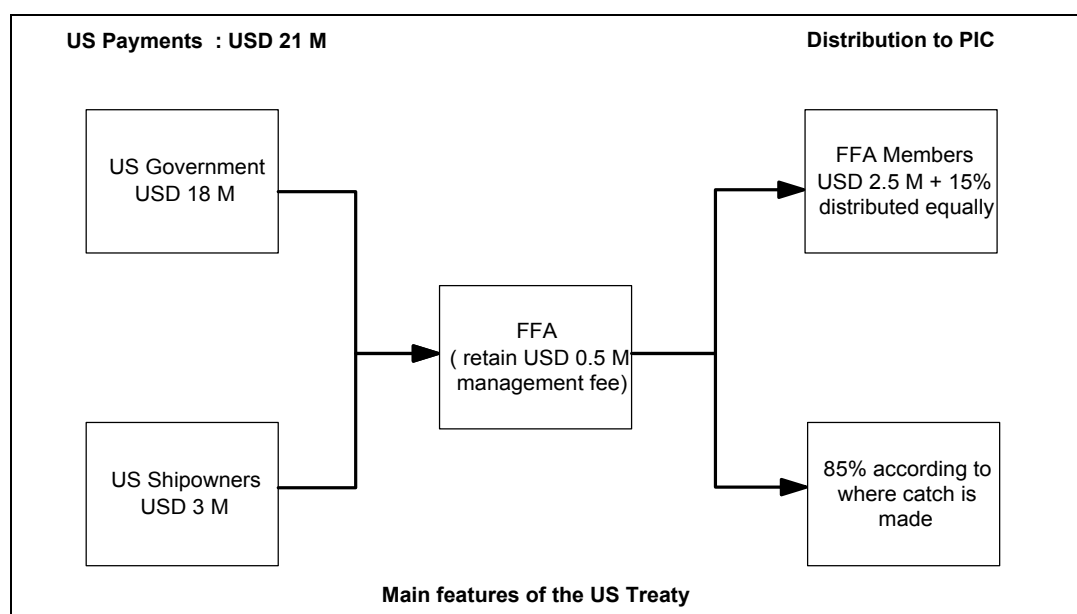 US Payments : USD 21 M
Distribution to PIC
US Government
USD 18 M
FFA Members
USD 2.5 M + 15%
distributed equally
FFA
( retain USD 0.5 M
management fee)
US Shipowners
USD 3 M
85% according to
where catch is
made
Main features of the US Treaty